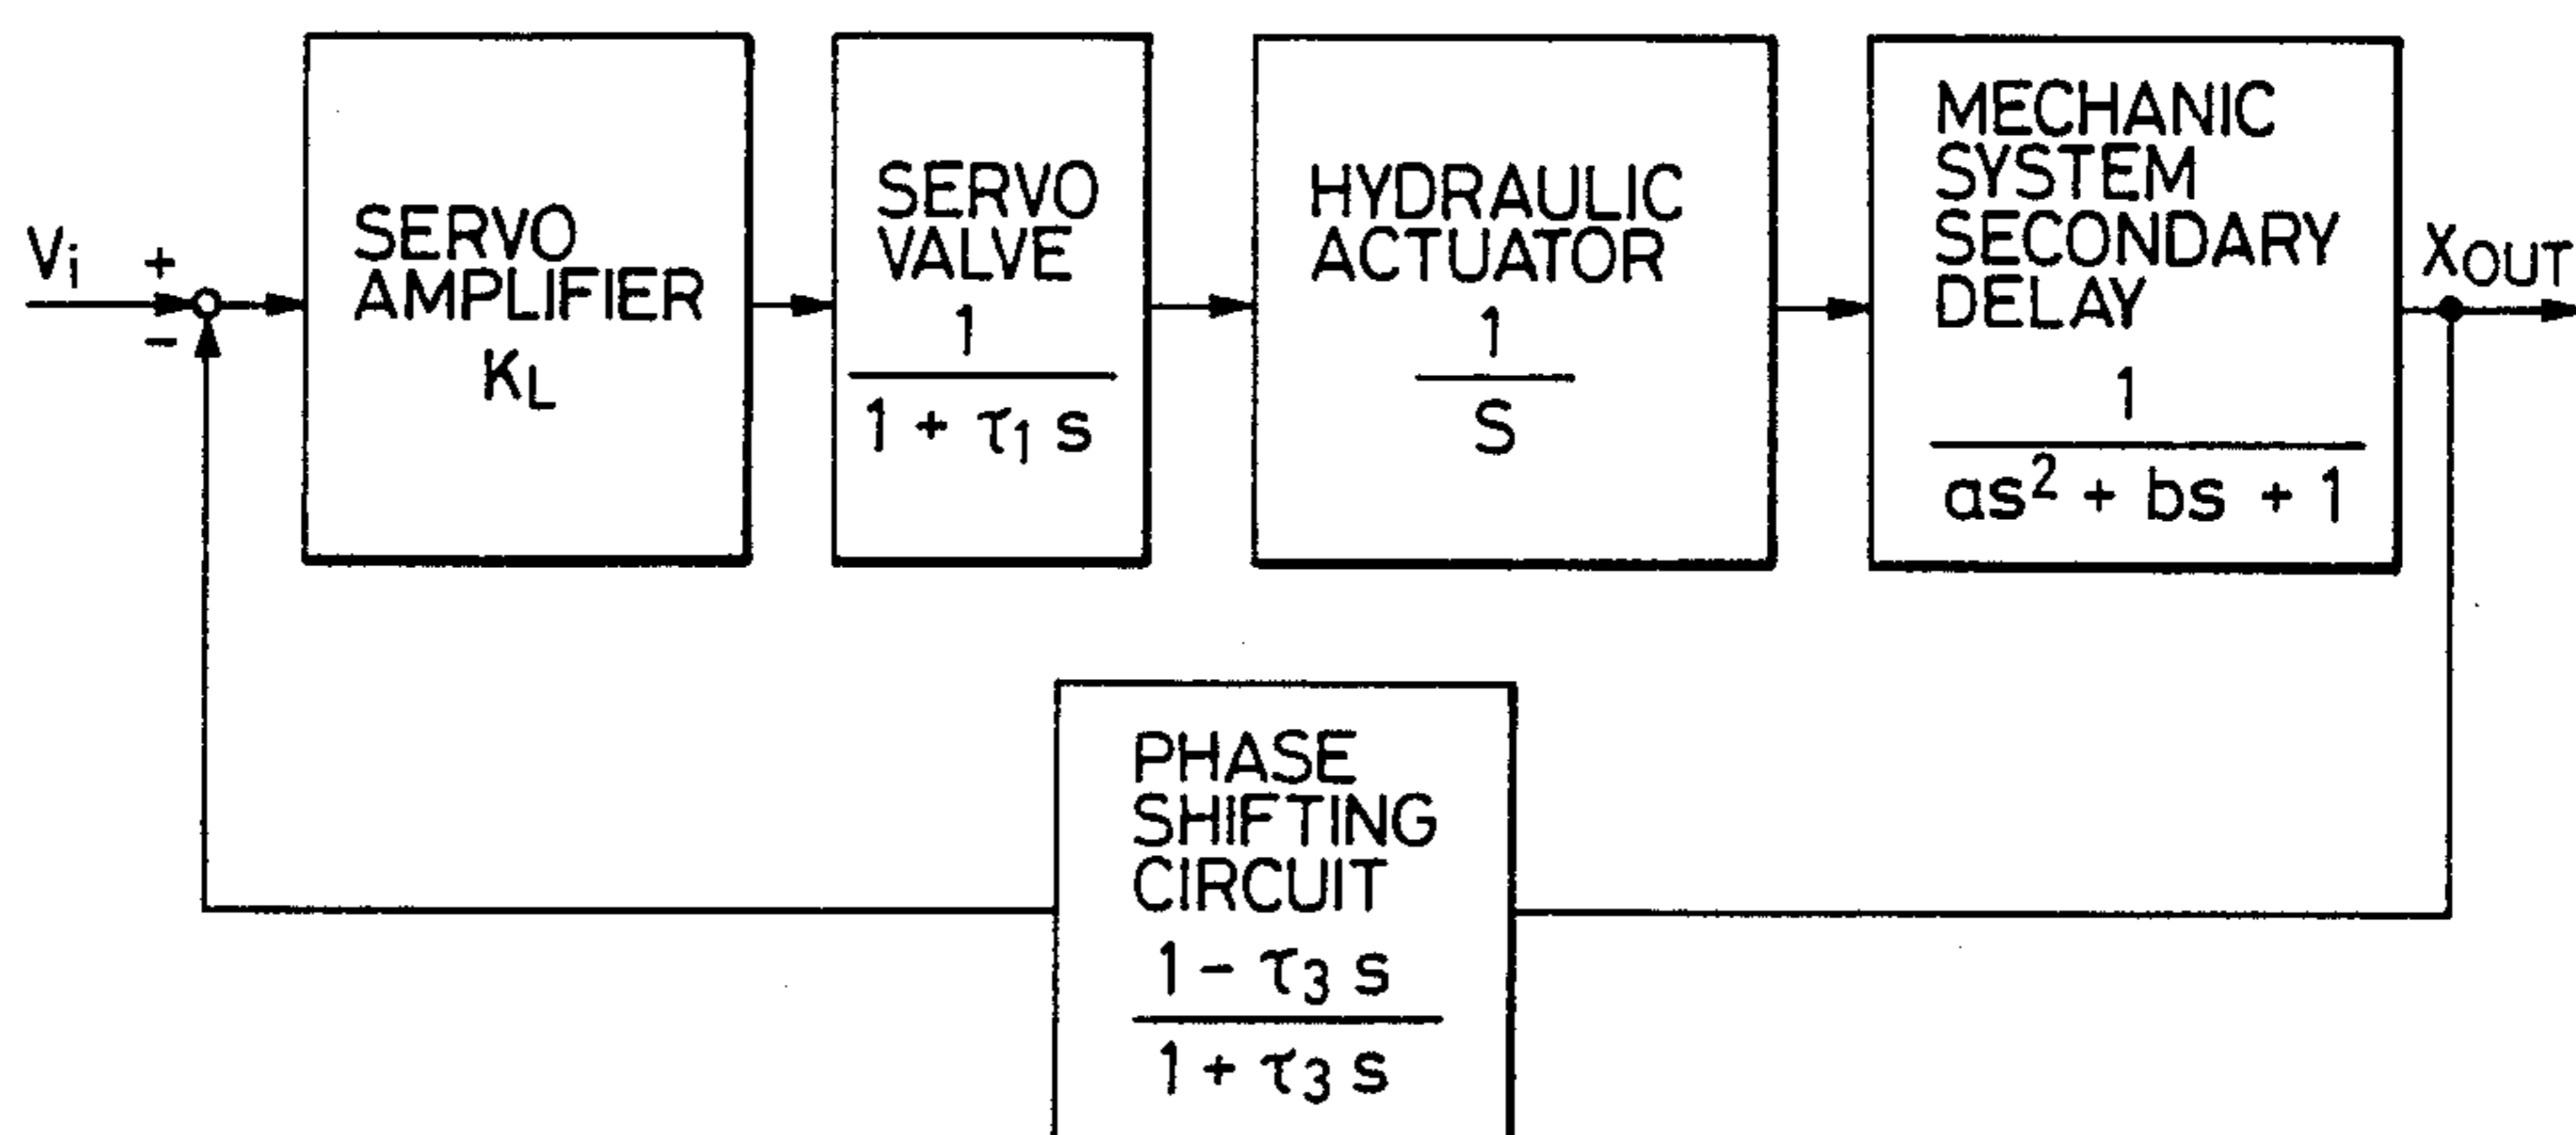 Vi
+
−
SERVO
AMPLIFIER
KL
SERVO
VALVE
1
1 + τ1 s
HYDRAULIC
ACTUATOR
1
S
MECHANIC
SYSTEM
SECONDARY
DELAY
1
as² + bs + 1
XOUT
PHASE
SHIFTING
CIRCUIT
1 − τ3 s
1 + τ3 s